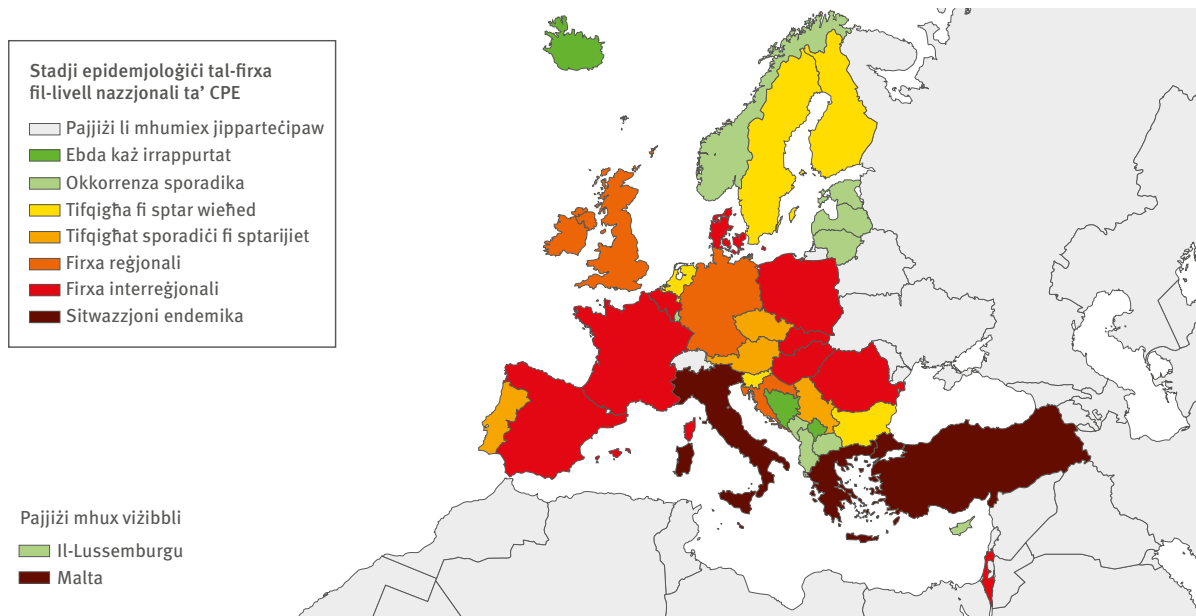 Stadji epidemjoloġiċi tal-firxa
fil-livell nazzjonali ta’ CPE
Pajjiżi li mhumiex jipparteċipaw
Ebda każ irrappurtat
Okkorrenza sporadika
Tifqigħa fi sptar wieħed
Tifqigħat sporadiċi fi sptarijiet
Firxa reġjonali
Firxa interreġjonali
Sitwazzjoni endemika
Pajjiżi mhux viżibbli
Il-Lussemburgu
Malta